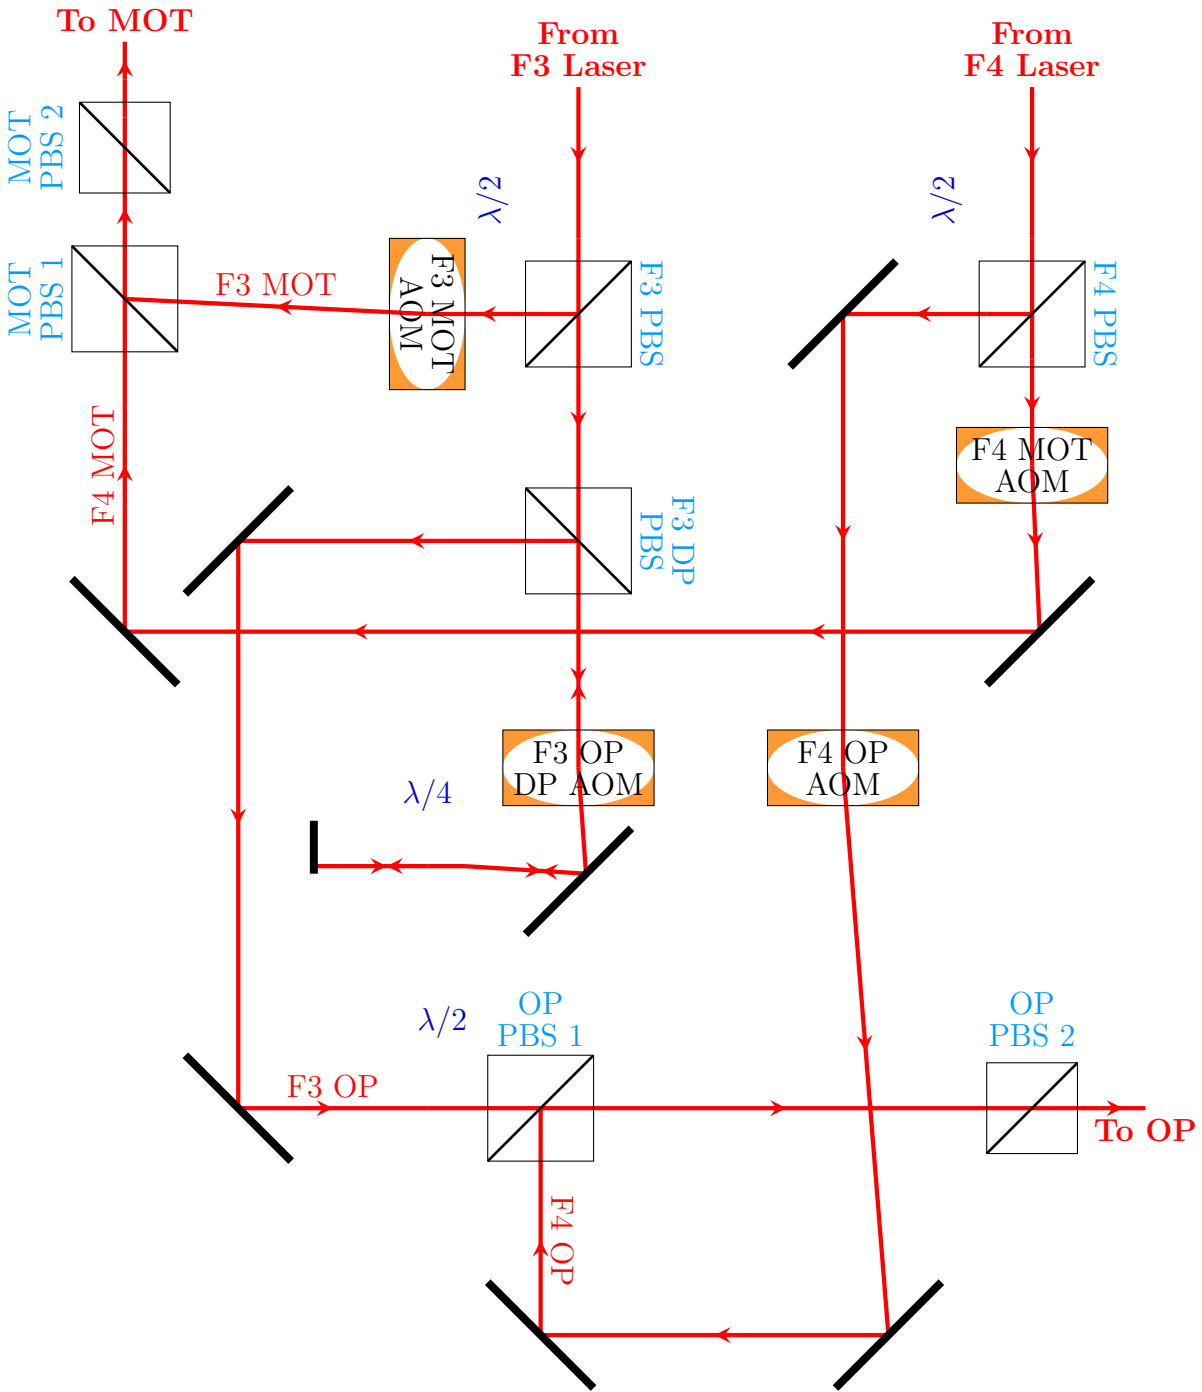 To MOT
From
F3 Laser
From
F4 Laser
MOT
PBS 2
λ/2
λ/2
MOT
PBS 1
F3 MOT
F3 MOT
AOM
F3 PBS
F4 PBS
F4 MOT
F4 MOT
AOM
F3 DP
PBS
F3 OP
DP AOM
F4 OP
AOM
λ/4
λ/2
OP
PBS 1
OP
PBS 2
F3 OP
To OP
F4 OP